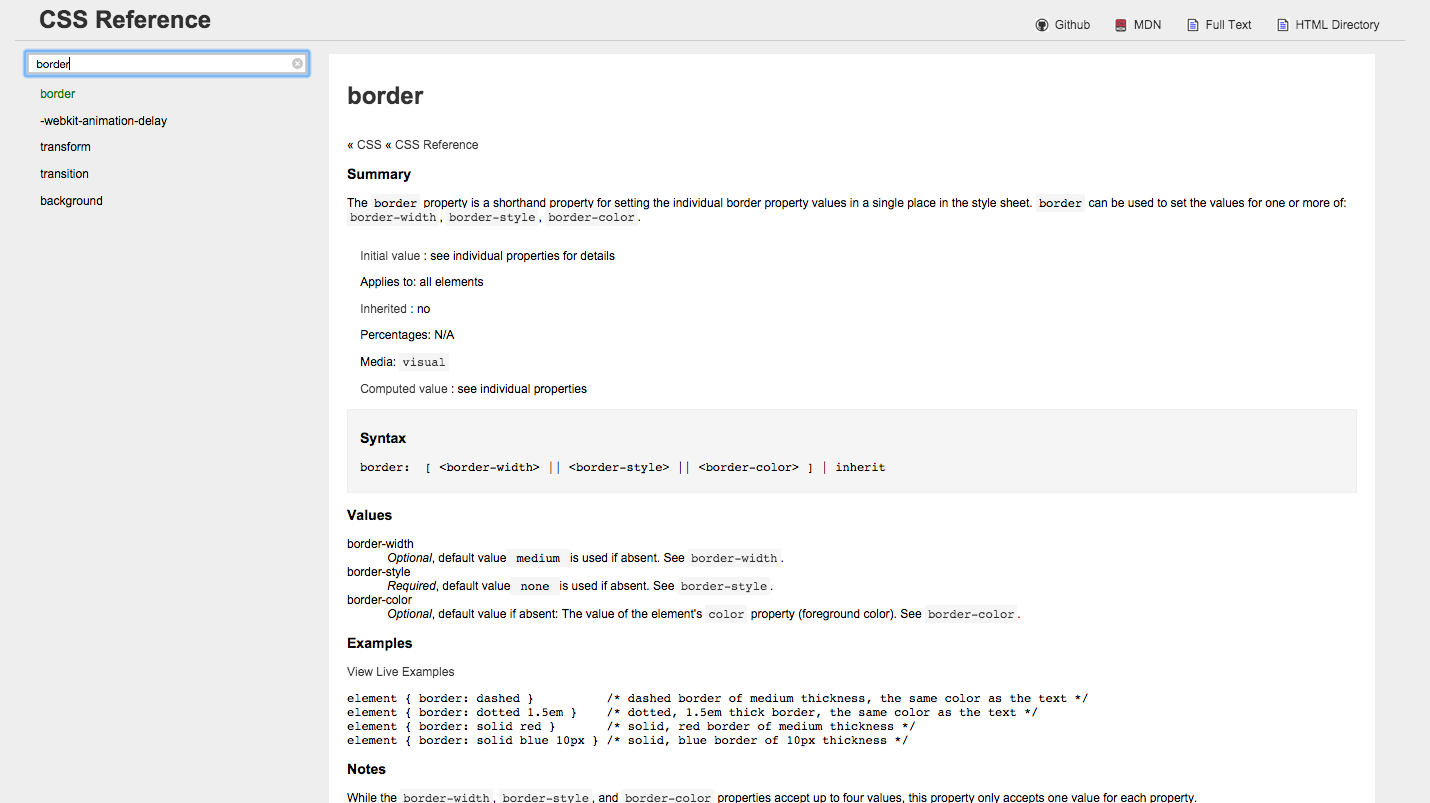 CSS Reference
Github MDN Full Text HTML Directory
border
border
-webkit-animation-delay
transform
transition
background
border
« CSS « CSS Reference
Summary
The border property is a shorthand property for setting the individual border property values in a single place in the style sheet. border can be used to set the values for one or more of:
border-width, border-style, border-color.
Initial value : see individual properties for details
Applies to: all elements
Inherited : no
Percentages: N/A
Media: visual
Computed value : see individual properties
Syntax
border:  [ <border-width> || <border-style> || <border-color> ] | inherit
Values
border-width
Optional, default value medium is used if absent. See border-width.
border-style
Required, default value none is used if absent. See border-style.
border-color
Optional, default value if absent: The value of the element's color property (foreground color). See border-color.
Examples
View Live Examples
element { border: dashed }          /* dashed border of medium thickness, the same color as the text */
element { border: dotted 1.5em }    /* dotted, 1.5em thick border, the same color as the text */
element { border: solid red }       /* solid, red border of medium thickness */
element { border: solid blue 10px } /* solid, blue border of 10px thickness */
Notes
While the border-width, border-style, and border-color properties accept up to four values, this property only accepts one value for each property.